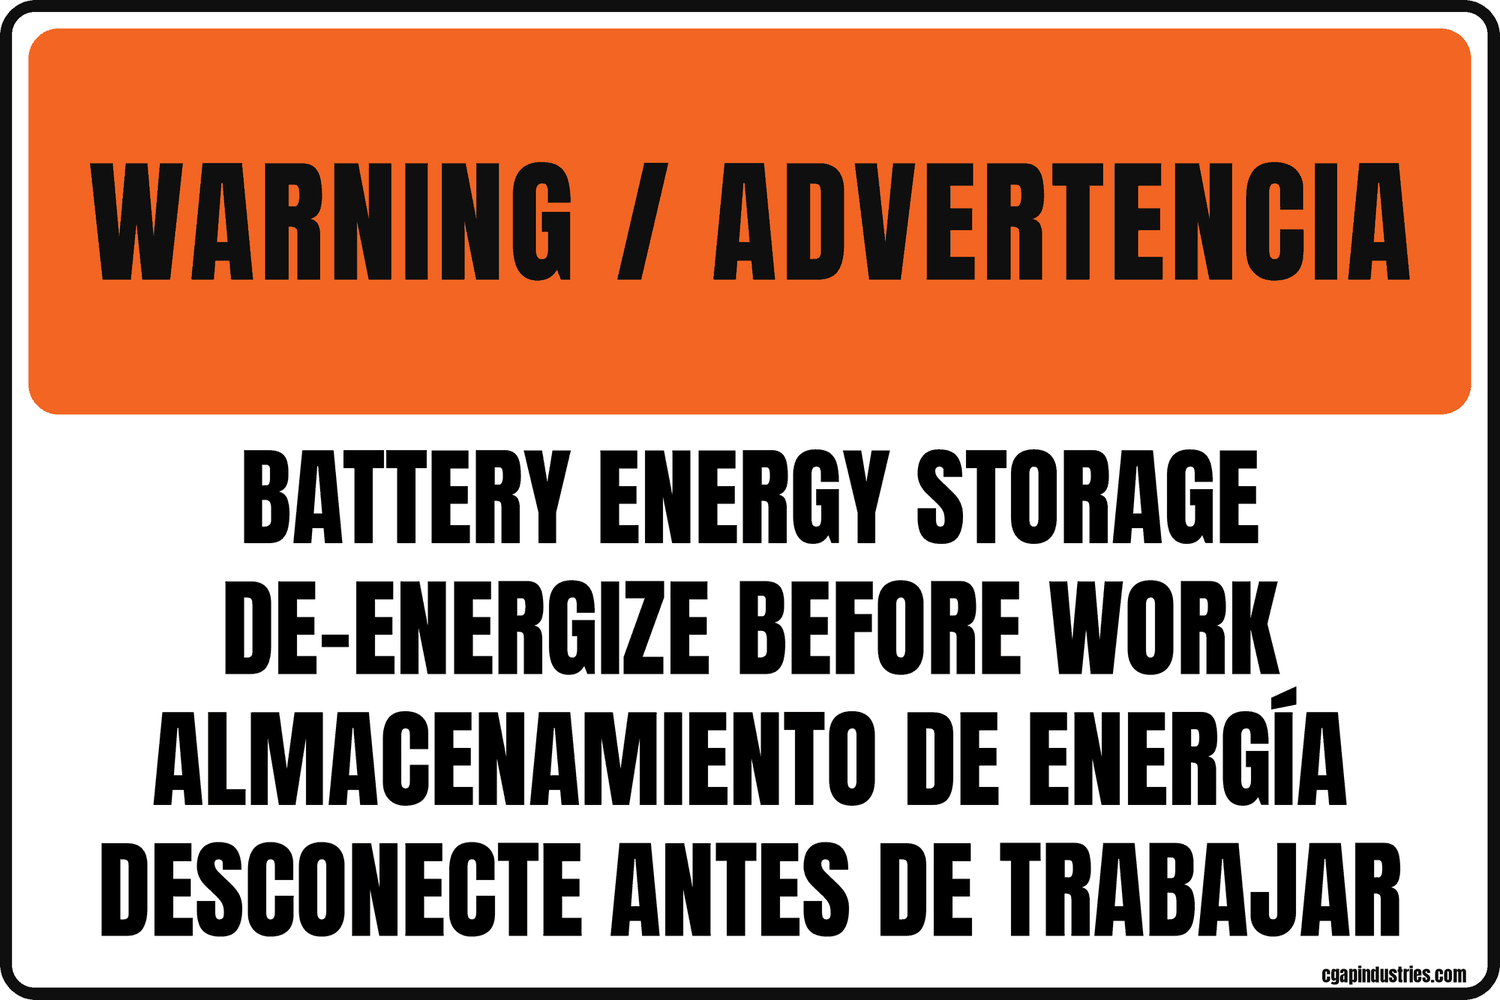 WARNING / ADVERTENCIA
BATTERY ENERGY STORAGE
DE-ENERGIZE BEFORE WORK
ALMACENAMIENTO DE ENERGÍA
DESCONECTE ANTES DE TRABAJAR
cgapindustries.com